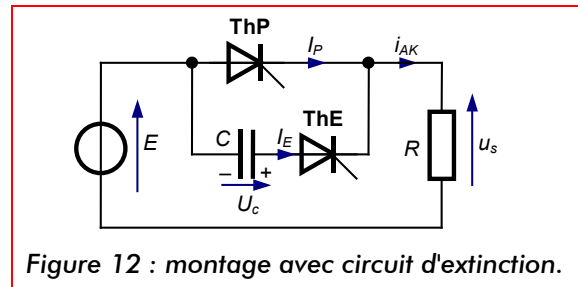 ThP
I_P
i_AK
ThE
E
C
I_E
R
u_s
– +
U_c
Figure 12 : montage avec circuit d'extinction.